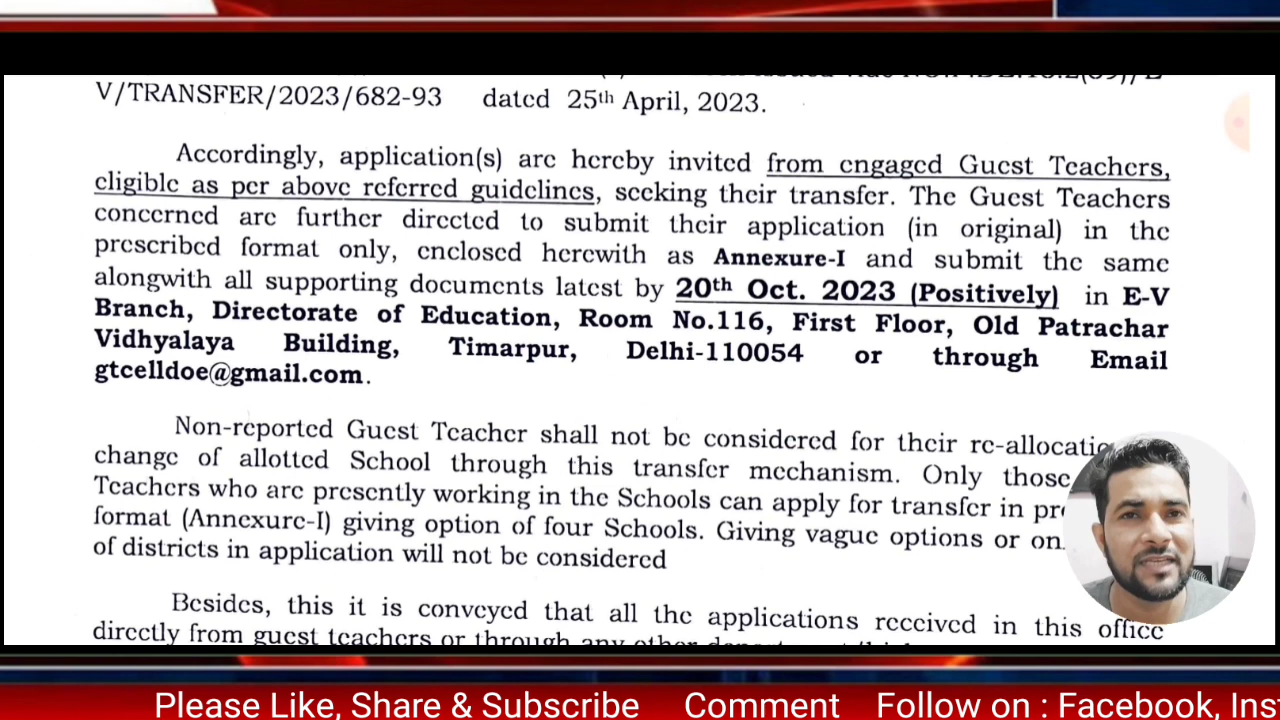 V/TRANSFER/2023/682-93 dated 25th April, 2023.
Accordingly, application(s) are hereby invited from engaged Guest Teachers,
eligible as per above referred guidelines, seeking their transfer. The Guest Teachers
concerned are further directed to submit their application (in original) in the
prescribed format only, enclosed herewith as Annexure-I and submit the same
alongwith all supporting documents latest by 20th Oct. 2023 (Positively) in E-V
Branch, Directorate of Education, Room No.116, First Floor, Old Patrachar
Vidhyalaya Building, Timarpur, Delhi-110054 or through Email
gtcelldoe@gmail.com.
Non-reported Guest Teacher shall not be considered for their
change of allotted School through this transfer mechanism. Only those
Teachers who are presently working in the Schools can apply for transfer in
format (Annexure-I) giving option of four Schools. Giving vague options or
of districts in application will not be considered
Besides, this it is conveyed that all the applications received in this office
directly from guest teachers or through any other
Please Like, Share & Subscribe Comment Follow on : Facebook, Ins